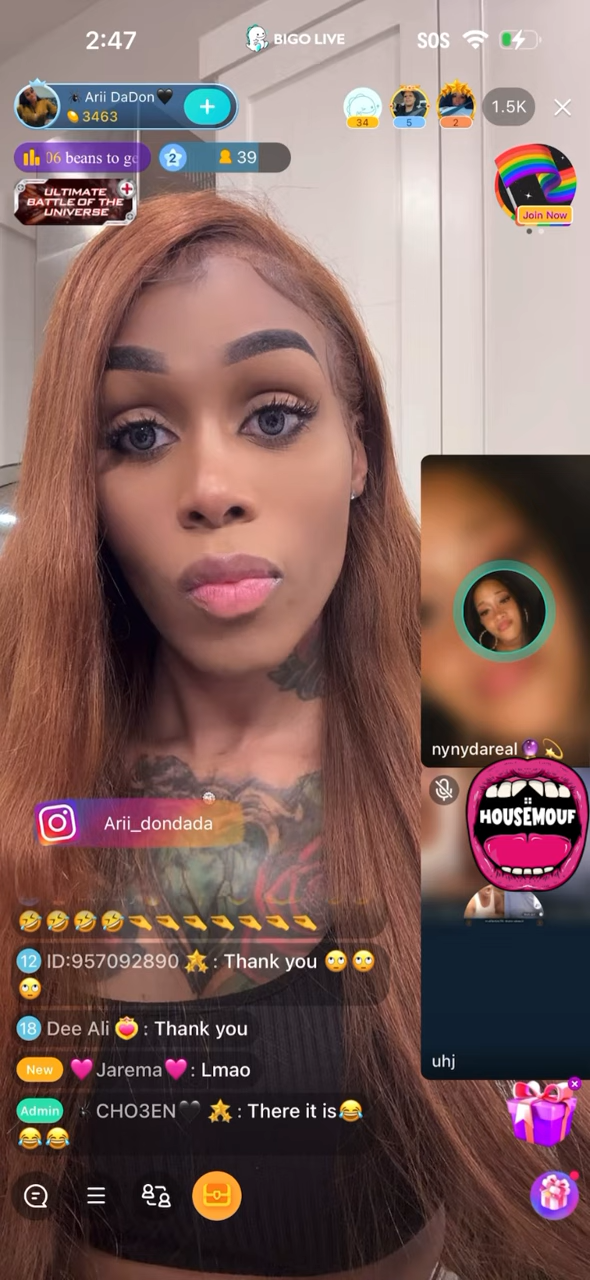 2:47
BIGO LIVE
SOS
Arii DaDon🖤
3463
34
5
2
1.5K
06 beans to ge
2
39
ULTIMATE
BATTLE OF THE
UNIVERSE
Join Now
nynydareal 🔮 💫
HOUSEMOUF
Arii_dondada
🤣🤣🤣🤣🤜🤜🤜🤜🤜🤜🤜
12 ID:957092890 🌟 : Thank you 🙄🙄
🙄
18 Dee Ali 🍑 : Thank you
New 💗Jarema💗: Lmao
Admin CHO3EN🖤 🌟 : There it is😂
😂😂
uhj